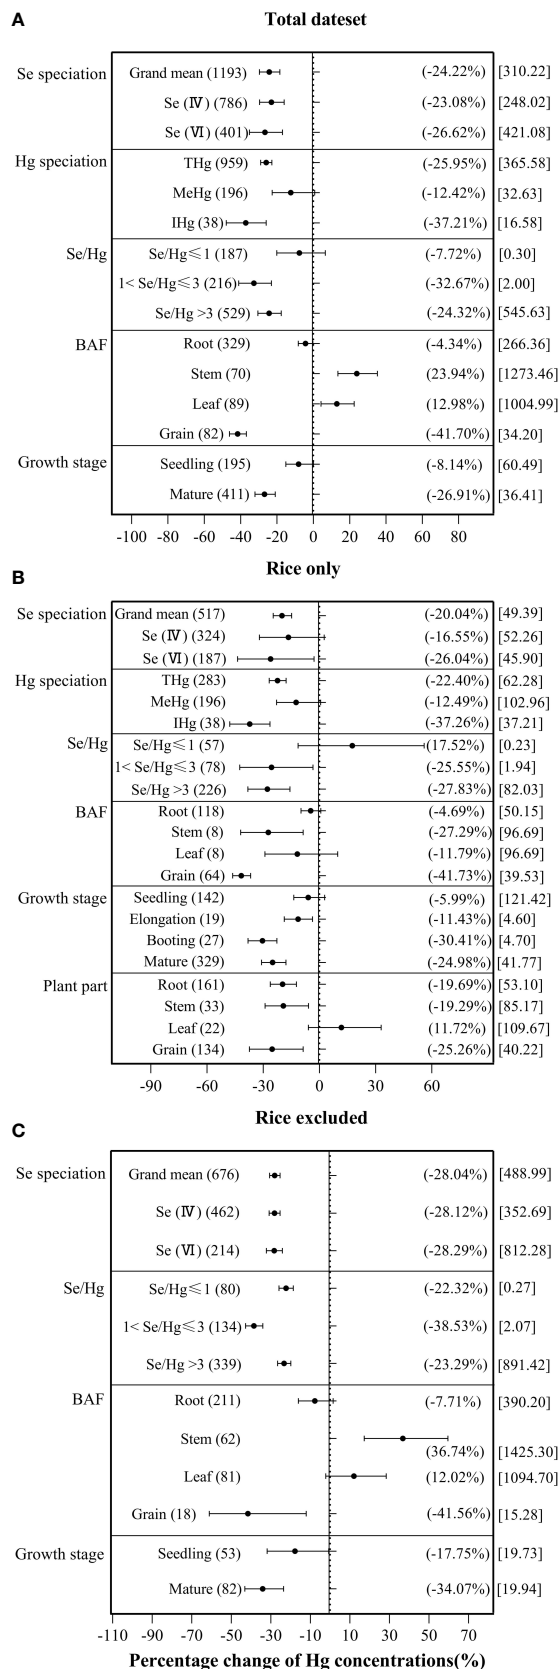 A
Total dateset
Se speciation Grand mean (1193) (-24.22%) [310.22]
Se (Ⅳ) (786) (-23.08%) [248.02]
Se (Ⅵ) (401) (-26.62%) [421.08]
Hg speciation THg (959) (-25.95%) [365.58]
MeHg (196) (-12.42%) [32.63]
IHg (38) (-37.21%) [16.58]
Se/Hg Se/Hg≤1 (187) (-7.72%) [0.30]
1< Se/Hg≤3 (216) (-32.67%) [2.00]
Se/Hg >3 (529) (-24.32%) [545.63]
BAF Root (329) (-4.34%) [266.36]
Stem (70) (23.94%) [1273.46]
Leaf (89) (12.98%) [1004.99]
Grain (82) (-41.70%) [34.20]
Growth stage Seedling (195) (-8.14%) [60.49]
Mature (411) (-26.91%) [36.41]
-100 -80 -60 -40 -20 0 20 40 60 80
B
Rice only
Se speciation Grand mean (517) (-20.04%) [49.39]
Se (Ⅳ) (324) (-16.55%) [52.26]
Se (Ⅵ) (187) (-26.04%) [45.90]
Hg speciation THg (283) (-22.40%) [62.28]
MeHg (196) (-12.49%) [102.96]
IHg (38) (-37.26%) [37.21]
Se/Hg Se/Hg≤1 (57) (17.52%) [0.23]
1< Se/Hg≤3 (78) (-25.55%) [1.94]
Se/Hg >3 (226) (-27.83%) [82.03]
BAF Root (118) (-4.69%) [50.15]
Stem (8) (-27.29%) [96.69]
Leaf (8) (-11.79%) [96.69]
Grain (64) (-41.73%) [39.53]
Growth stage Seedling (142) (-5.99%) [121.42]
Elongation (19) (-11.43%) [4.60]
Booting (27) (-30.41%) [4.70]
Mature (329) (-24.98%) [41.77]
Plant part Root (161) (-19.69%) [53.10]
Stem (33) (-19.29%) [85.17]
Leaf (22) (11.72%) [109.67]
Grain (134) (-25.26%) [40.22]
-90 -60 -30 0 30 60
C
Rice excluded
Se speciation Grand mean (676) (-28.04%) [488.99]
Se (Ⅳ) (462) (-28.12%) [352.69]
Se (Ⅵ) (214) (-28.29%) [812.28]
Se/Hg Se/Hg≤1 (80) (-22.32%) [0.27]
1< Se/Hg≤3 (134) (-38.53%) [2.07]
Se/Hg >3 (339) (-23.29%) [891.42]
BAF Root (211) (-7.71%) [390.20]
Stem (62) (36.74%) [1425.30]
Leaf (81) (12.02%) [1094.70]
Grain (18) (-41.56%) [15.28]
Growth stage Seedling (53) (-17.75%) [19.73]
Mature (82) (-34.07%) [19.94]
-110 -90 -70 -50 -30 -10 10 30 50 70
Percentage change of Hg concentrations(%)